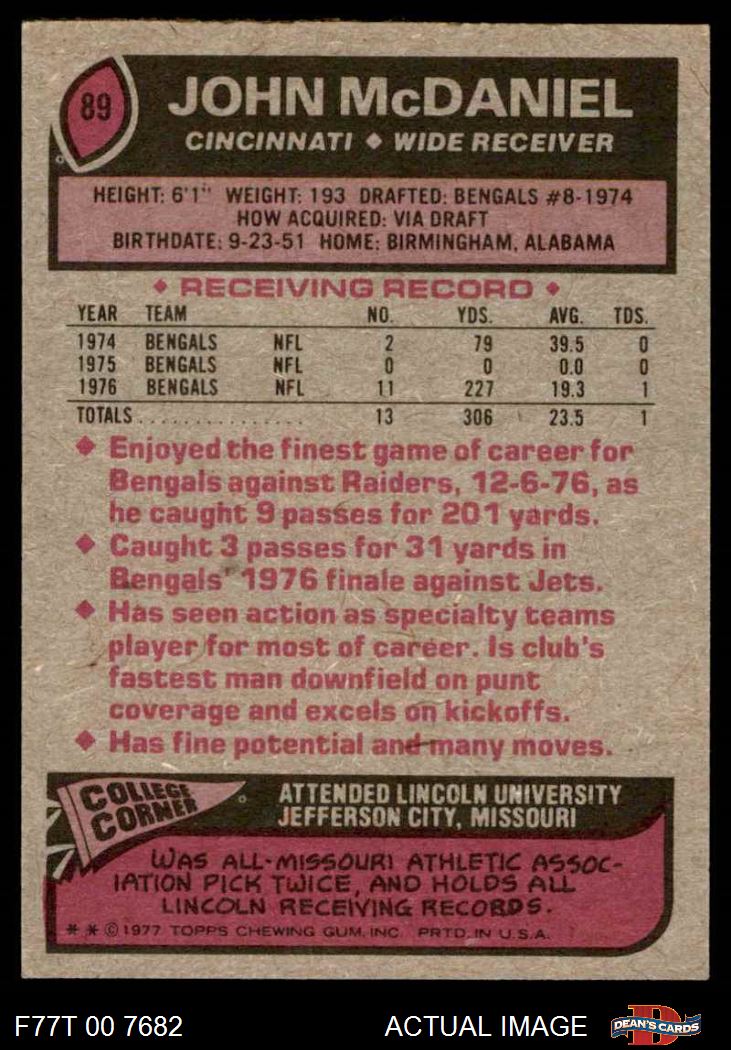 89
JOHN McDANIEL
CINCINNATI ◆ WIDE RECEIVER
HEIGHT: 6'1" WEIGHT: 193 DRAFTED: BENGALS #8-1974
HOW ACQUIRED: VIA DRAFT
BIRTHDATE: 9-23-51 HOME: BIRMINGHAM, ALABAMA
◆ RECEIVING RECORD ◆
YEAR TEAM NO. YDS. AVG. TDS.
1974 BENGALS NFL 2 79 39.5 0
1975 BENGALS NFL 0 0 0.0 0
1976 BENGALS NFL 11 227 19.3 1
TOTALS . . . . . . . . . . . . . . . 13 306 23.5 1
◆ Enjoyed the finest game of career for
Bengals against Raiders, 12-6-76, as
he caught 9 passes for 201 yards.
◆ Caught 3 passes for 31 yards in
Bengals' 1976 finale against Jets.
◆ Has seen action as specialty teams
player for most of career. Is club's
fastest man downfield on punt
coverage and excels on kickoffs.
◆ Has fine potential and many moves.
COLLEGE
CORNER
ATTENDED LINCOLN UNIVERSITY
JEFFERSON CITY, MISSOURI
WAS ALL-MISSOURI ATHLETIC ASSOC-
IATION PICK TWICE, AND HOLDS ALL
LINCOLN RECEIVING RECORDS.
* * © 1977 TOPPS CHEWING GUM, INC. PRTD. IN U.S.A.
F77T 00 7682 ACTUAL IMAGE
D
DEAN'S CARDS